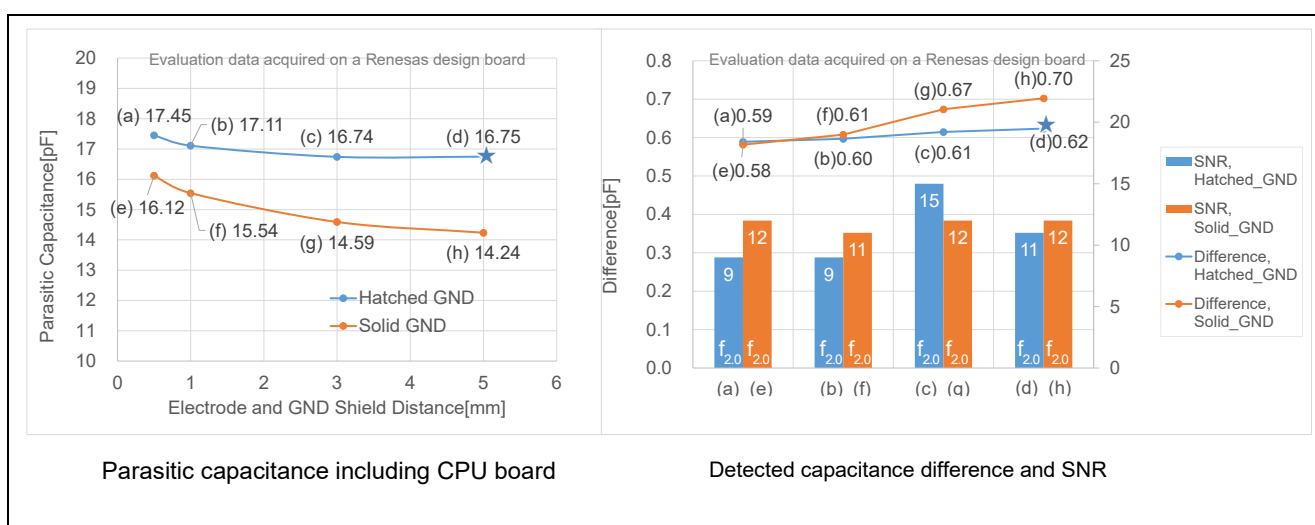 Evaluation data acquired on a Renesas design board
20
19
18
17
16
15
14
13
12
11
10
Parasitic Capacitance[pF]
(a) 17.45
(b) 17.11
(c) 16.74
(d) 16.75
(e) 16.12
(f) 15.54
(g) 14.59
(h) 14.24
Hatched GND
Solid GND
0 1 2 3 4 5 6
Electrode and GND Shield Distance[mm]
Parasitic capacitance including CPU board
Evaluation data acquired on a Renesas design board
0.8
0.7
0.6
0.5
0.4
0.3
0.2
0.1
0.0
Difference[pF]
(a)0.59
(f)0.61
(g)0.67
(h)0.70
(e)0.58
(b)0.60
(c)0.61
(d)0.62
9 12 9 11 15 12 11 12
f2.0 f2.0 f2.0 f2.0 f2.0 f2.0 f2.0 f2.0
(a) (e) (b) (f) (c) (g) (d) (h)
25
20
15
10
5
0
SNR,
Hatched_GND
SNR,
Solid_GND
Difference,
Hatched_GND
Difference,
Solid_GND
Detected capacitance difference and SNR